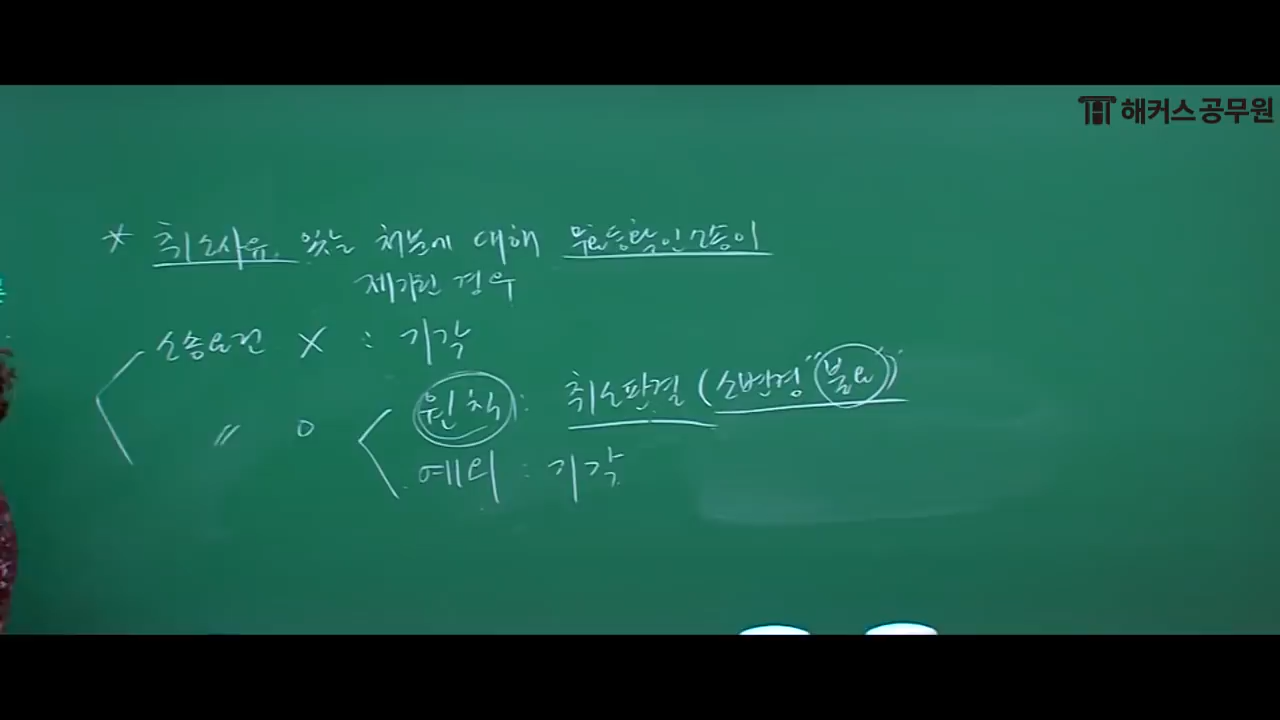 해커스공무원
* 취소사유 있는 처분에 대해 무효등확인소송이
제기된 경우
소송요건 X : 기각
〃 O
원칙 : 취소판결 (소변경 "불요")
예외 : 기각